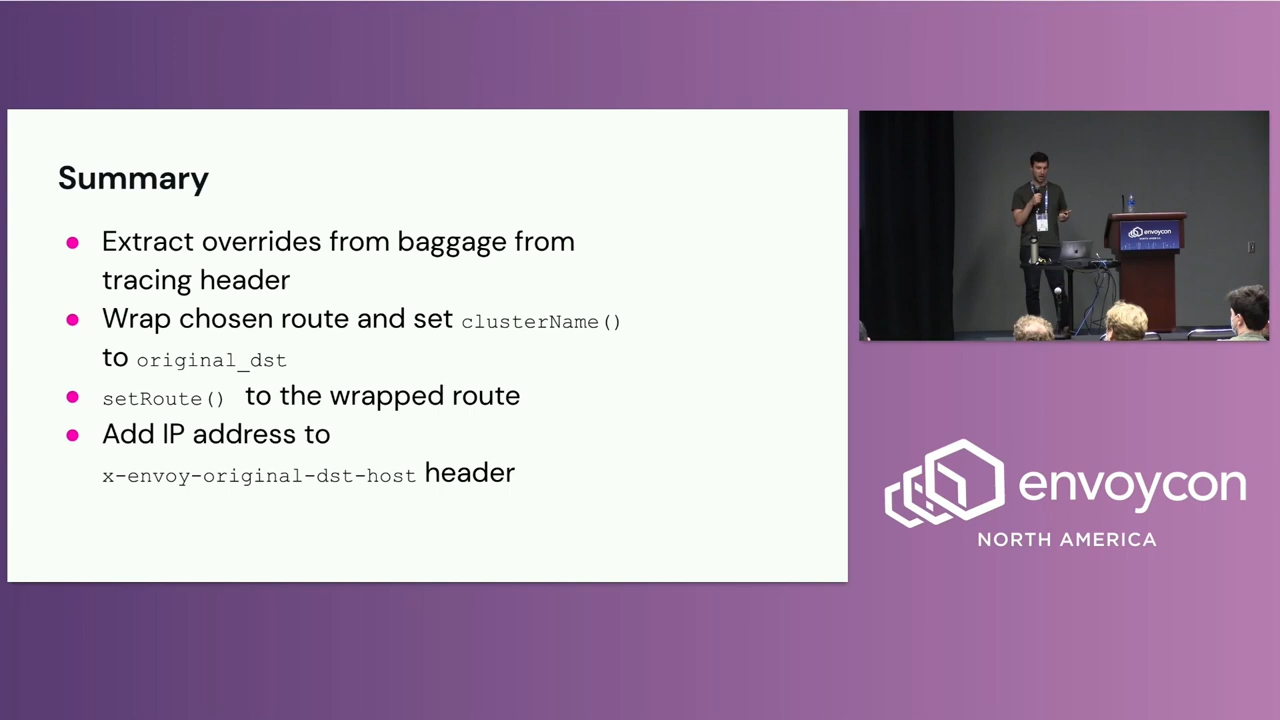 Summary
Extract overrides from baggage from
tracing header
Wrap chosen route and set clusterName()
to original_dst
setRoute() to the wrapped route
Add IP address to
x-envoy-original-dst-host header
envoycon
envoycon
NORTH AMERICA